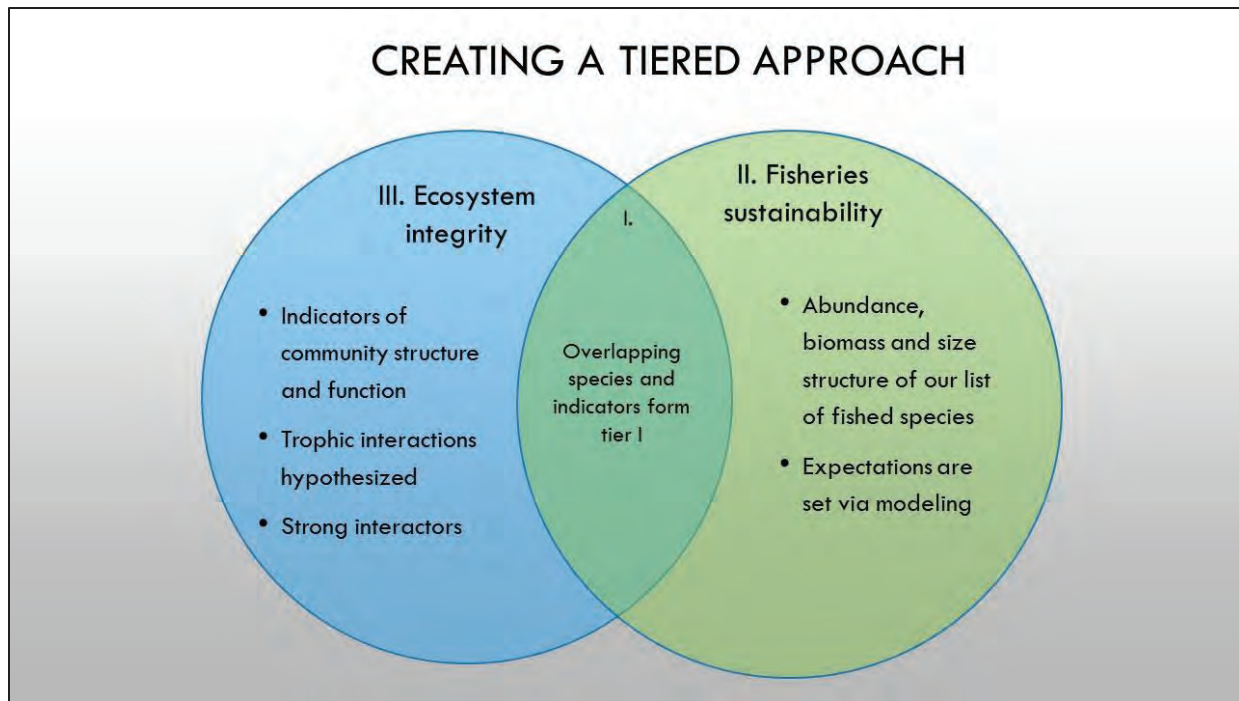 CREATING A TIERED APPROACH
III. Ecosystem
integrity
• Indicators of
community structure
and function
• Trophic interactions
hypothesized
• Strong interactors
I.
Overlapping
species and
indicators form
tier I
II. Fisheries
sustainability
• Abundance,
biomass and size
structure of our list
of fished species
• Expectations are
set via modeling